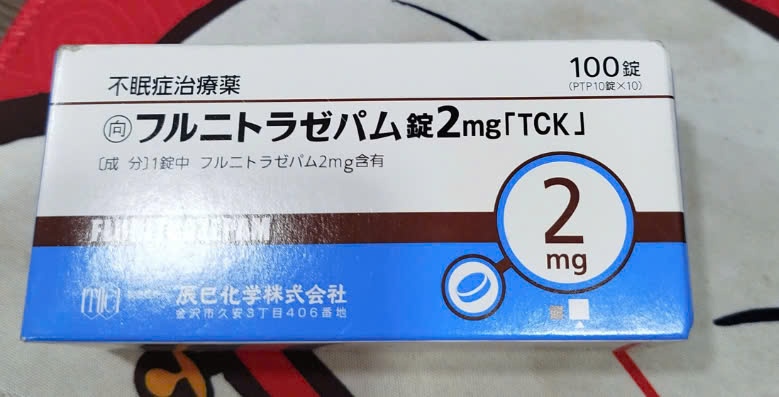 不眠症治療薬
100錠
(PTP10錠×10)
向 フルニトラゼパム錠2mg「TCK」
〔成 分〕1錠中 フルニトラゼパム2mg含有
FLUNITRAZEPAM
2
mg
辰巳化学株式会社
金沢市久安3丁目406番地